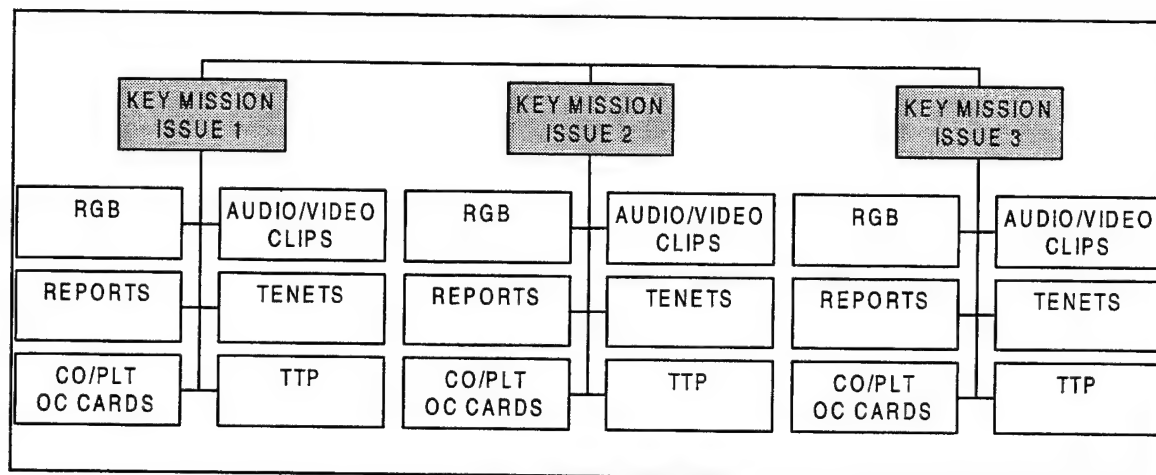 KEY MISSION
ISSUE 1
KEY MISSION
ISSUE 2
KEY MISSION
ISSUE 3
RGB
AUDIO/VIDEO
CLIPS
REPORTS
TENETS
CO/PLT
OC CARDS
TTP
RGB
AUDIO/VIDEO
CLIPS
REPORTS
TENETS
CO/PLT
OC CARDS
TTP
RGB
AUDIO/VIDEO
CLIPS
REPORTS
TENETS
CO/PLT
OC CARDS
TTP